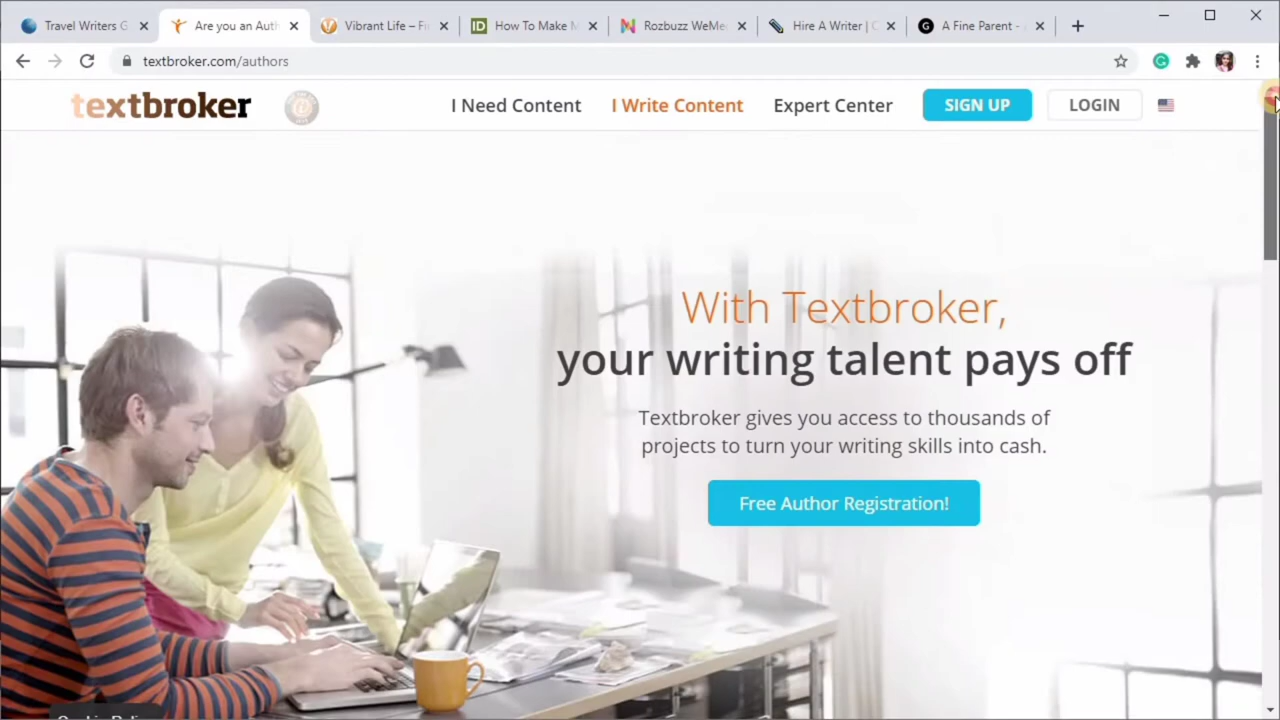 Travel Writers G
Are you an Auth
Vibrant Life – Fi
How To Make M
Rozbuzz WeMe
Hire A Writer | C
A Fine Parent -
textbroker.com/authors
textbroker
I Need Content
I Write Content
Expert Center
SIGN UP
LOGIN
With Textbroker,
your writing talent pays off
Textbroker gives you access to thousands of
projects to turn your writing skills into cash.
Free Author Registration!